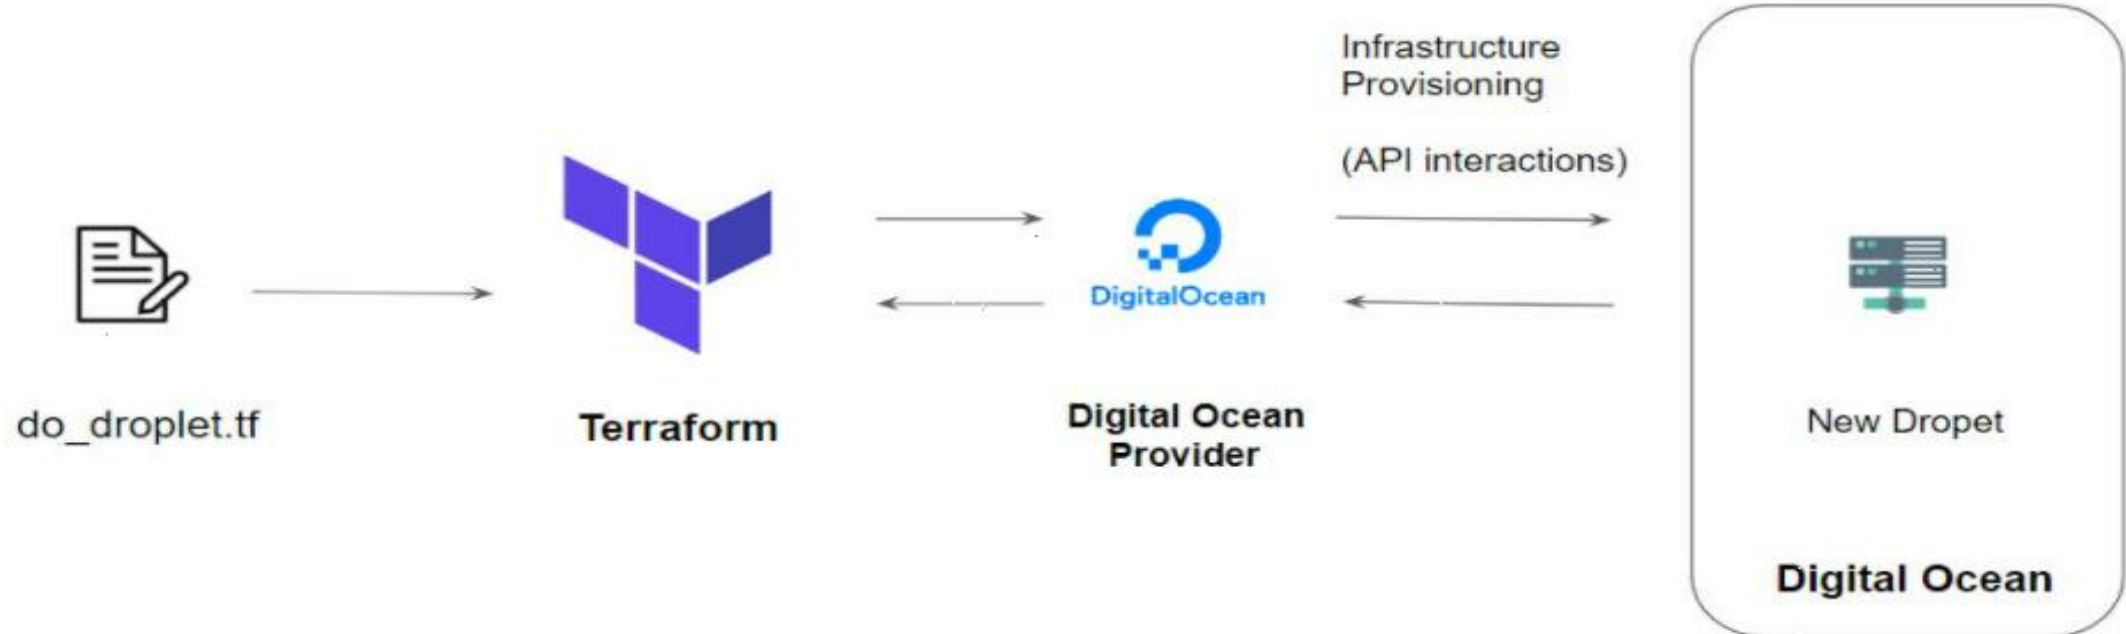 Infrastructure
Provisioning
(API interactions)
DigitalOcean
do_droplet.tf
Terraform
Digital Ocean
Provider
New Dropet
Digital Ocean